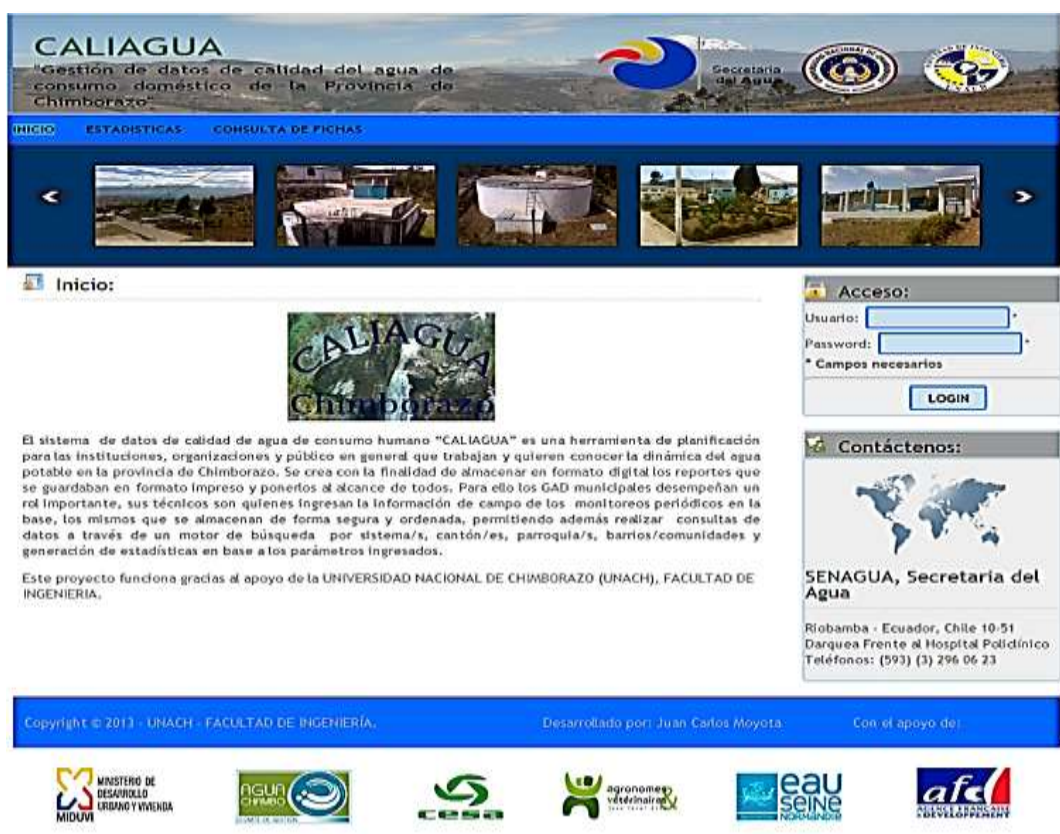 CALIAGUA
"Gestión de datos de calidad del agua de
consumo doméstico de la Provincia de
Chimborazo"
Secretaría
del Agua
INICIO ESTADISTICAS CONSULTA DE FICHAS
Inicio:
CALIAGUA
Chimborazo
El sistema de datos de calidad de agua de consumo humano "CALIAGUA" es una herramienta de planificación
para las instituciones, organizaciones y público en general que trabajan y quieren conocer la dinámica del agua
potable en la provincia de Chimborazo. Se crea con la finalidad de almacenar en formato digital los reportes que
se guardaban en formato impreso y ponerlos al alcance de todos. Para ello los GAD municipales desempeñan un
rol importante, sus técnicos son quienes ingresan la información de campo de los monitoreos periódicos en la
base, los mismos que se almacenan de forma segura y ordenada, permitiendo además realizar consultas de
datos a través de un motor de búsqueda por sistema/s, cantón/es, parroquia/s, barrios/comunidades y
generación de estadísticas en base a los parámetros ingresados.
Este proyecto funciona gracias al apoyo de la UNIVERSIDAD NACIONAL DE CHIMBORAZO (UNACH), FACULTAD DE
INGENIERIA.
Acceso:
Usuario: *
Password: *
* Campos necesarios
LOGIN
Contáctenos:
SENAGUA, Secretaria del
Agua
Riobamba - Ecuador, Chile 10-51
Darquea Frente al Hospital Policlínico
Teléfonos: (593) (3) 296 06 23
Copyright © 2013 - UNACH - FACULTAD DE INGENIERÍA. Desarrollado por: Juan Carlos Moyota Con el apoyo de:
MINISTERIO DE
DESARROLLO
URBANO Y VIVIENDA
MIDUVI
AGUA
CHAMBO
cesa
agronomes &
vétérinaires
eau
SEINE
NORMANDIE
afd
AGENCE FRANÇAISE
DEVELOPPEMENT